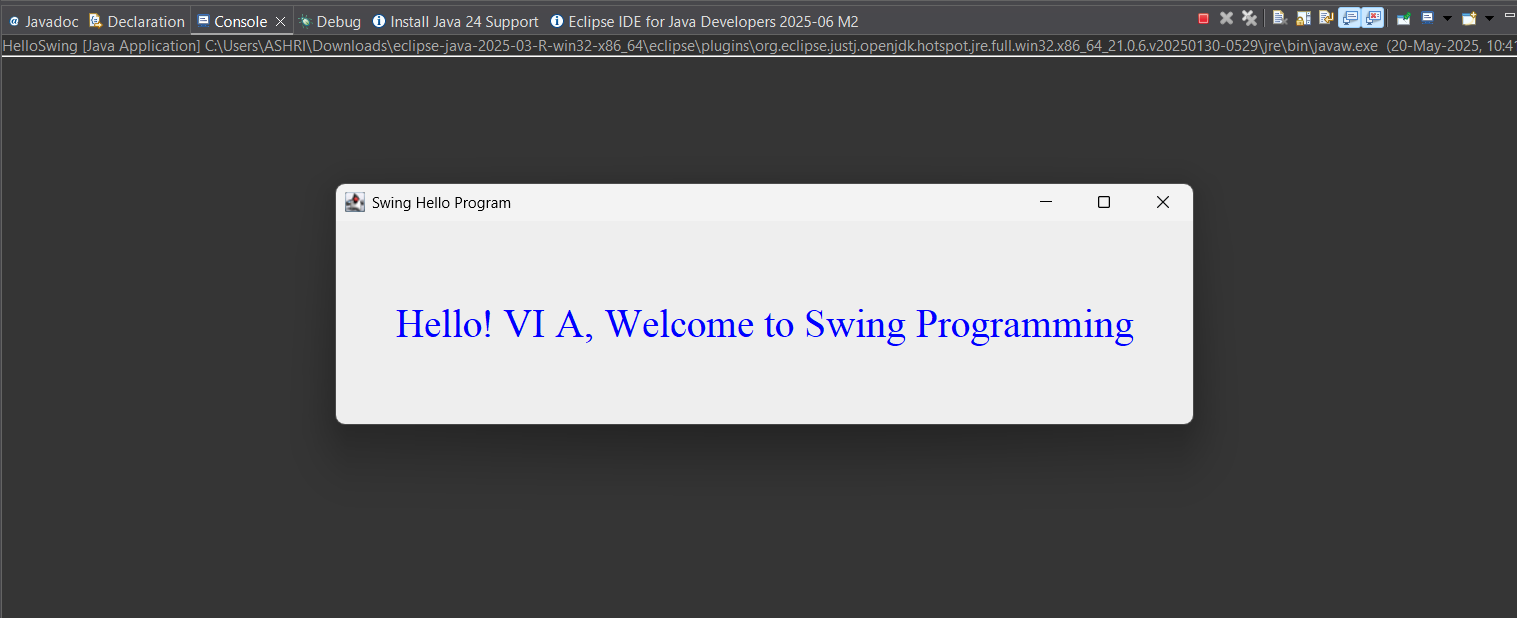 Javadoc Declaration Console Debug Install Java 24 Support Eclipse IDE for Java Developers 2025-06 M2
HelloSwing [Java Application] C:\Users\ASHRI\Downloads\eclipse-java-2025-03-R-win32-x86_64\eclipse\plugins\org.eclipse.justj.openjdk.hotspot.jre.full.win32.x86_64_21.0.6.v20250130-0529\jre\bin\javaw.exe (20-May-2025, 10:41
Swing Hello Program
Hello! VI A, Welcome to Swing Programming